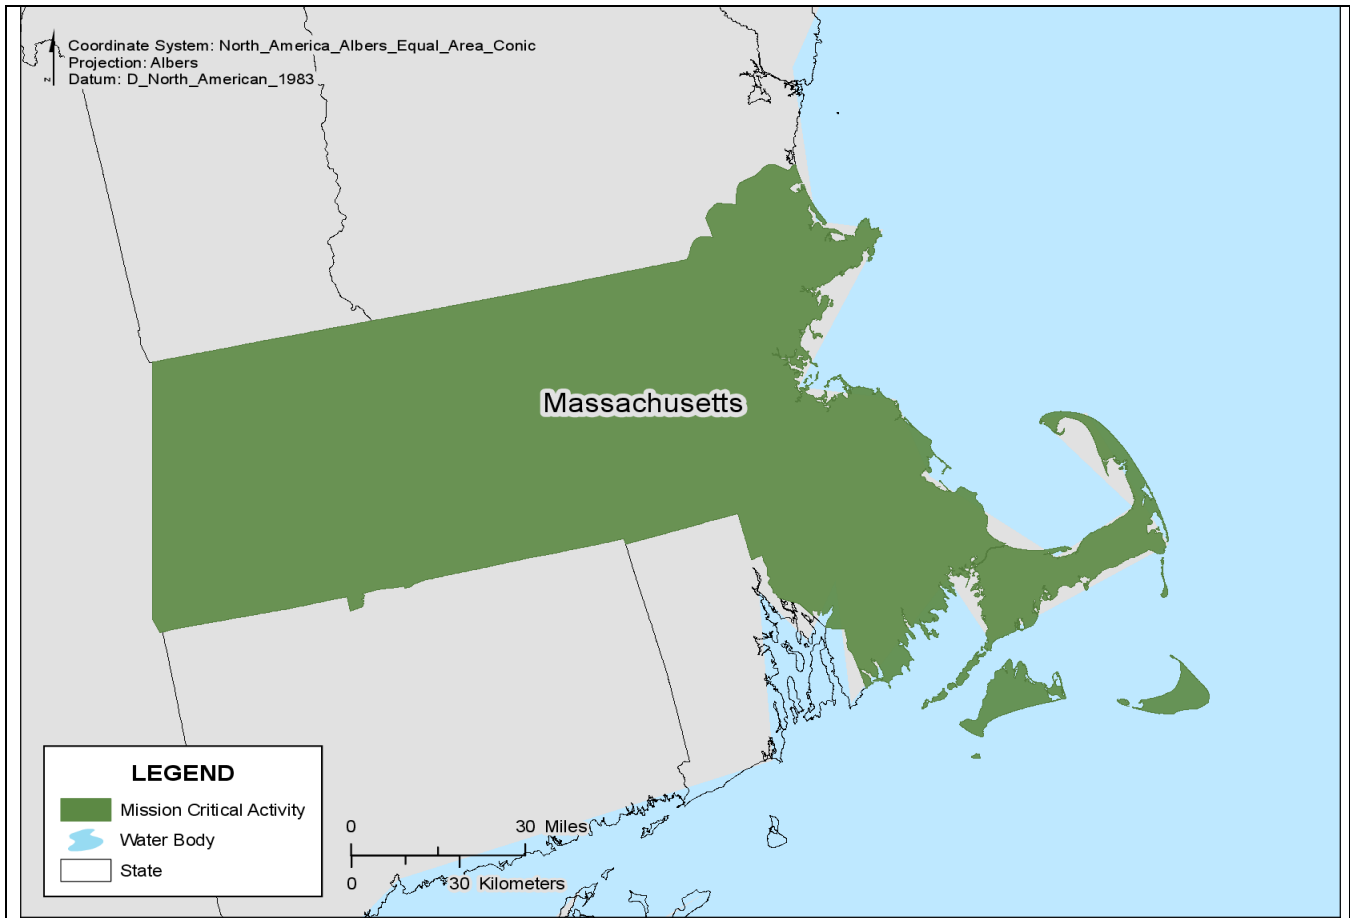 Coordinate System: North_America_Albers_Equal_Area_Conic
Projection: Albers
Datum: D_North_American_1983
N
Massachusetts
LEGEND
Mission Critical Activity
Water Body
State
0 30 Miles
0 30 Kilometers